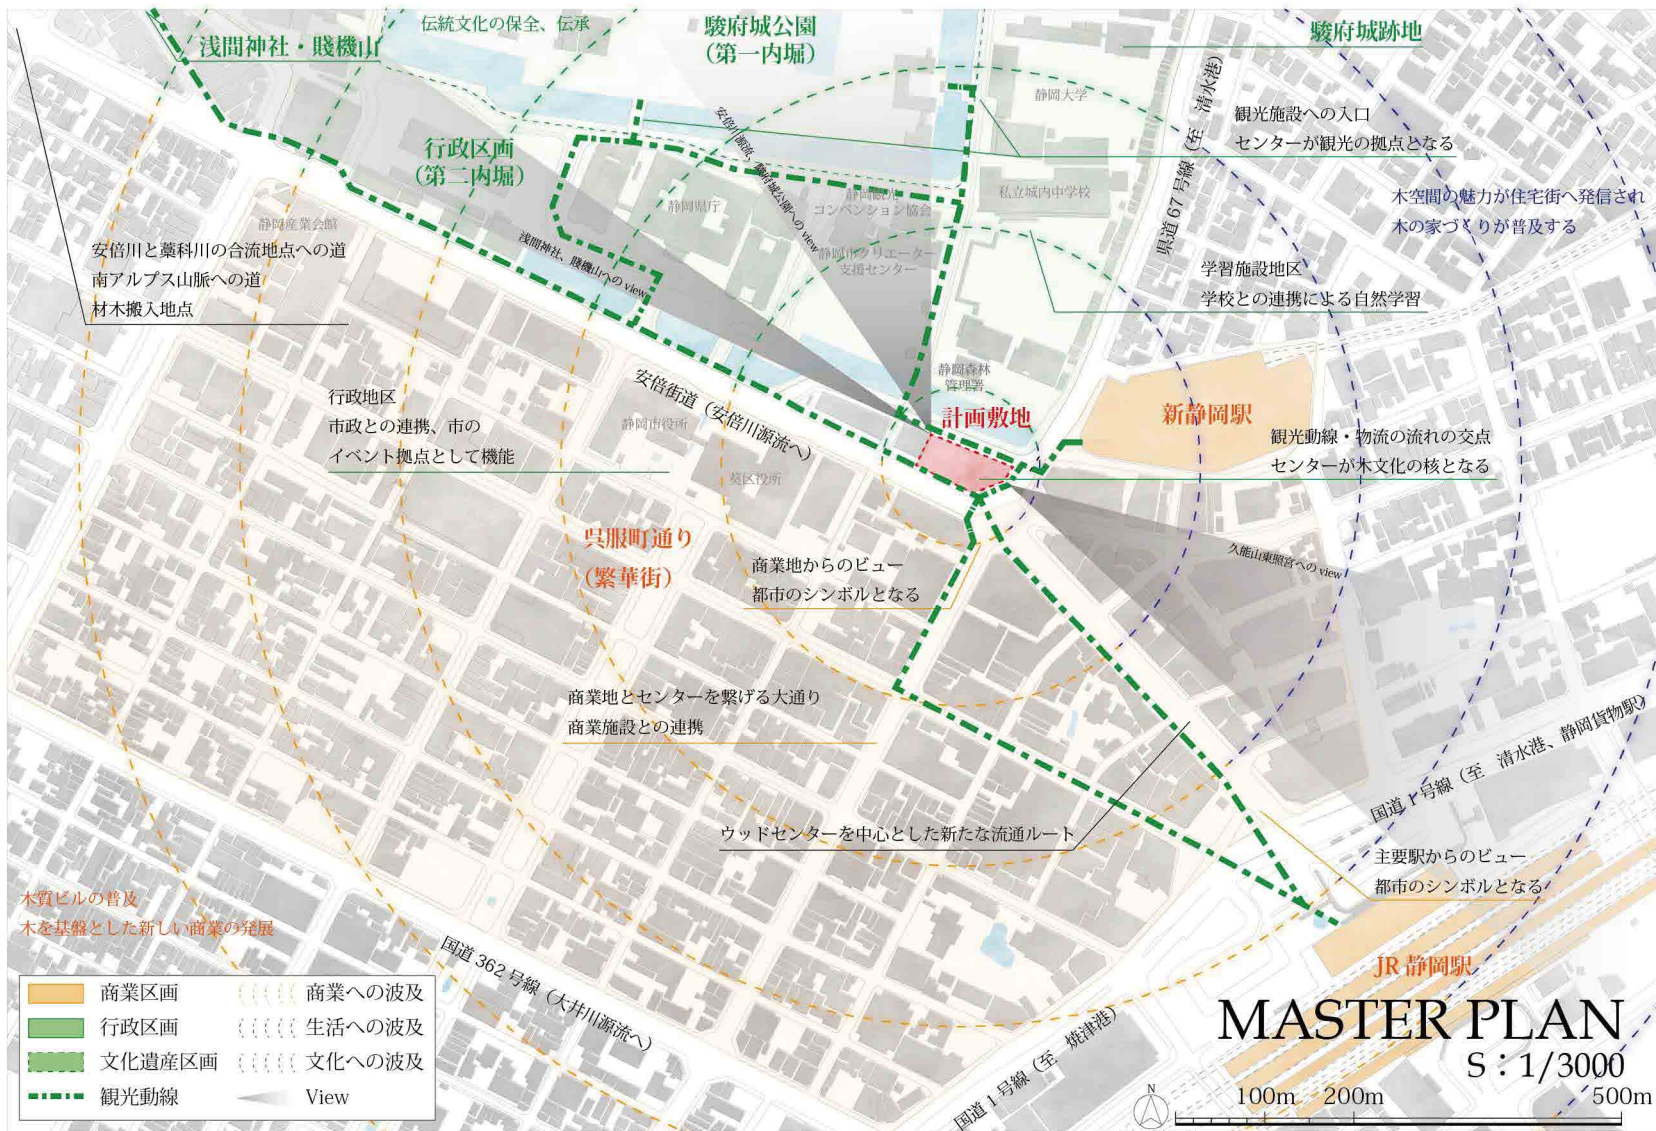 伝統文化の保全、伝承
浅間神社・賤機山
駿府城公園
（第一内堀）
駿府城跡地
静岡大学
県道 67 号線（至　清水港）
観光施設への入口
センターが観光の拠点となる
安倍川源流、駿府城公園への view
行政区画
（第二内堀）
静岡県庁
静岡観光
コンベンション協会
私立城内中学校
木空間の魅力が住宅街へ発信され
木の家づくりが普及する
静岡産業会館
安倍川と藁科川の合流地点への道
南アルプス山脈への道
材木搬入地点
浅間神社、賤機山への view
静岡市クリエーター
支援センター
学習施設地区
学校との連携による自然学習
静岡森林
管理署
安倍街道（安倍川源流へ）
行政地区
市政との連携、市の
イベント拠点として機能
静岡市役所
葵区役所
計画敷地
新静岡駅
観光動線・物流の流れの交点
センターが木文化の核となる
呉服町通り
（繁華街）
商業地からのビュー
都市のシンボルとなる
久能山東照宮への view
商業地とセンターを繋げる大通り
商業施設との連携
国道 1 号線（至　清水港、静岡貨物駅）
ウッドセンターを中心とした新たな流通ルート
主要駅からのビュー
都市のシンボルとなる
木質ビルの普及
木を基盤とした新しい商業の発展
国道 362 号線（大井川源流へ）
国道 1 号線（至　焼津港）
JR 静岡駅
商業区画
商業への波及
行政区画
生活への波及
文化遺産区画
文化への波及
観光動線
View
MASTER PLAN
S：1/3000
N
100m 200m 500m